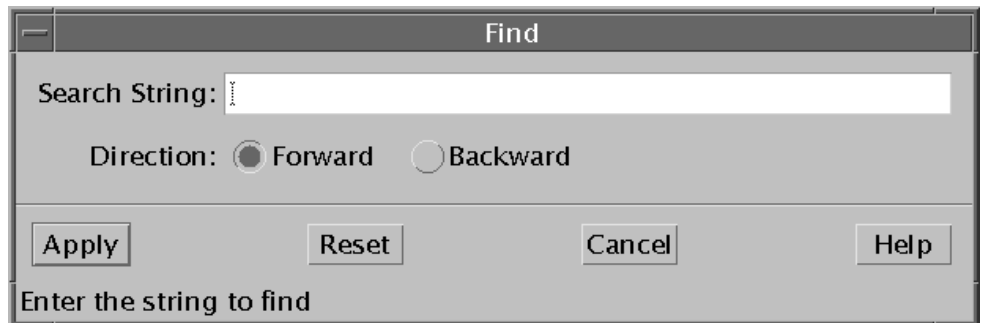 Find
Search String:
Direction: Forward Backward
Apply Reset Cancel Help
Enter the string to find